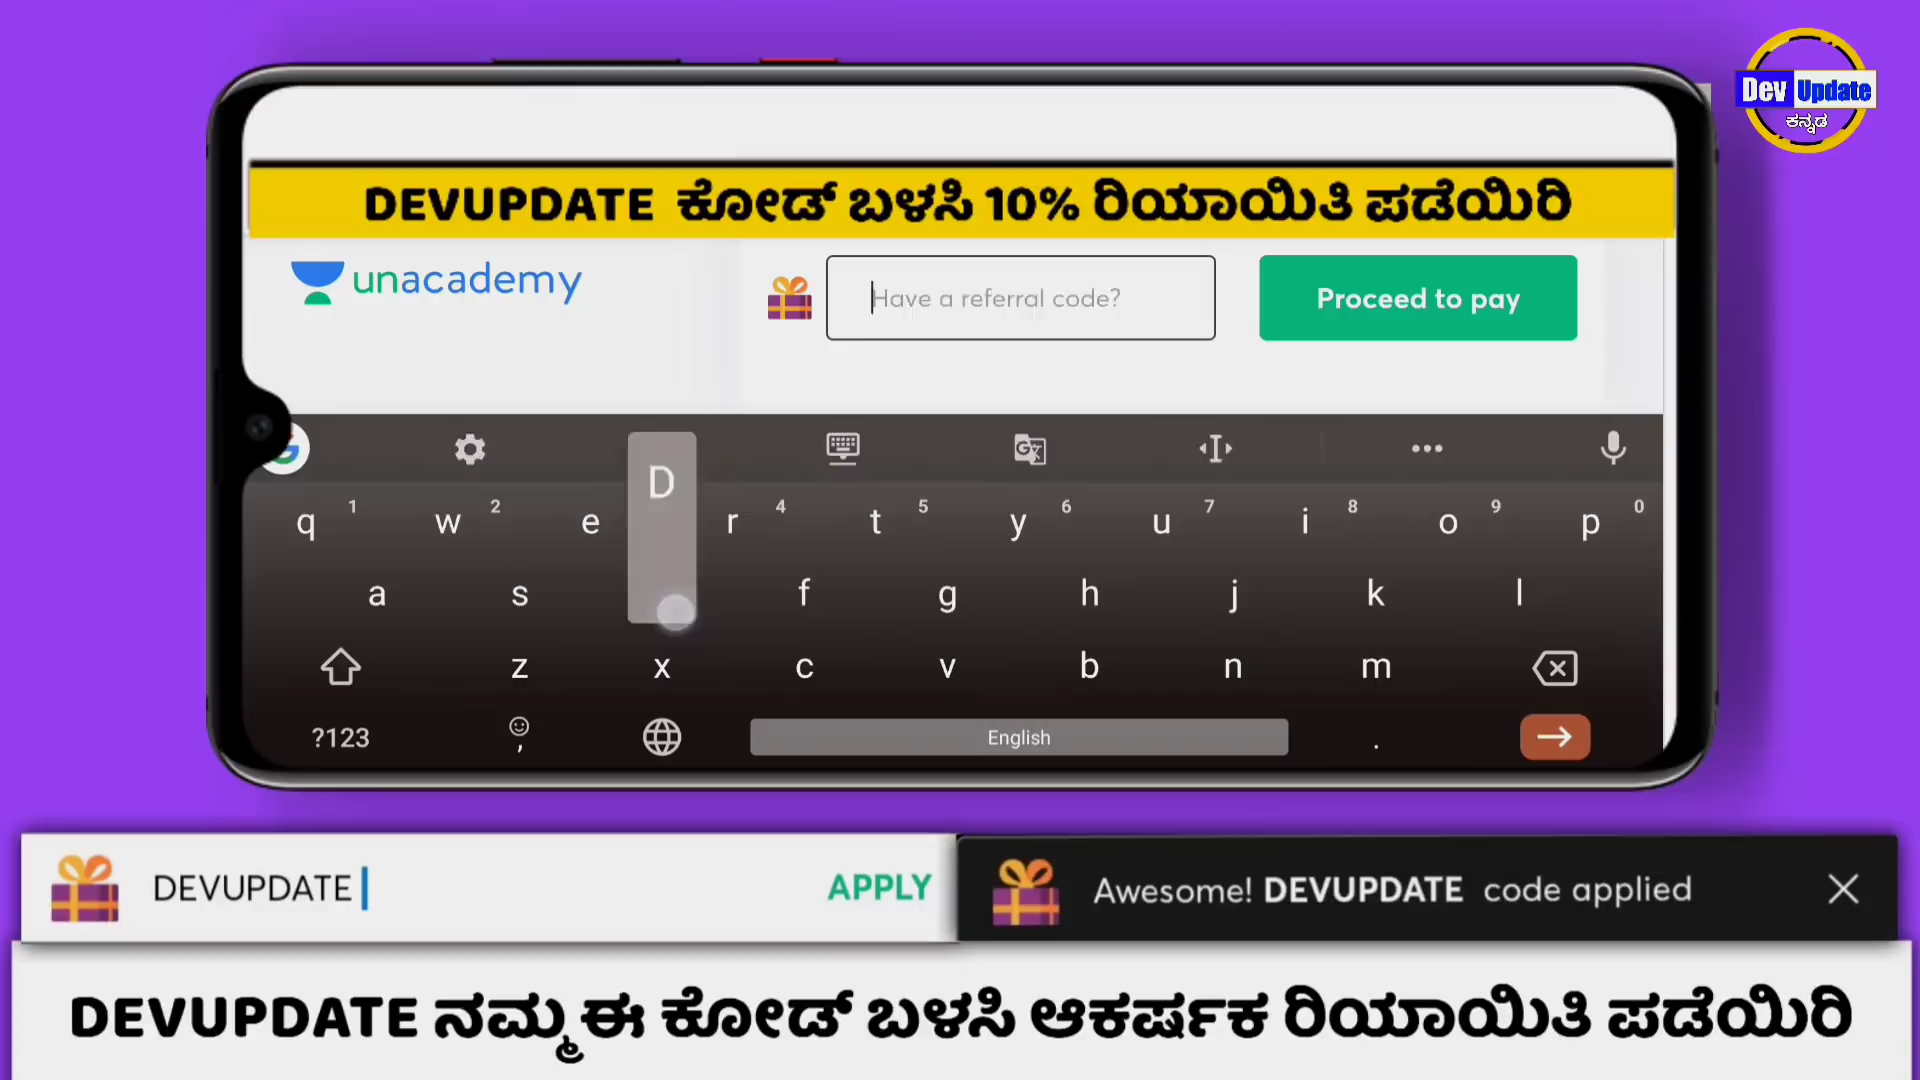 Dev Update
ಕನ್ನಡ
DEVUPDATE ಕೋಡ್ ಬಳಸಿ 10% ರಿಯಾಯಿತಿ ಪಡೆಯಿರಿ
unacademy
Have a referral code?
Proceed to pay
D
q 1 w 2 e r 4 t 5 y 6 u 7 i 8 o 9 p 0
a s f g h j k l
z x c v b n m
?123 , English .
DEVUPDATE APPLY
Awesome! DEVUPDATE code applied
DEVUPDATE ನಮ್ಮ ಈ ಕೋಡ್ ಬಳಸಿ ಆಕರ್ಷಕ ರಿಯಾಯಿತಿ ಪಡೆಯಿರಿ